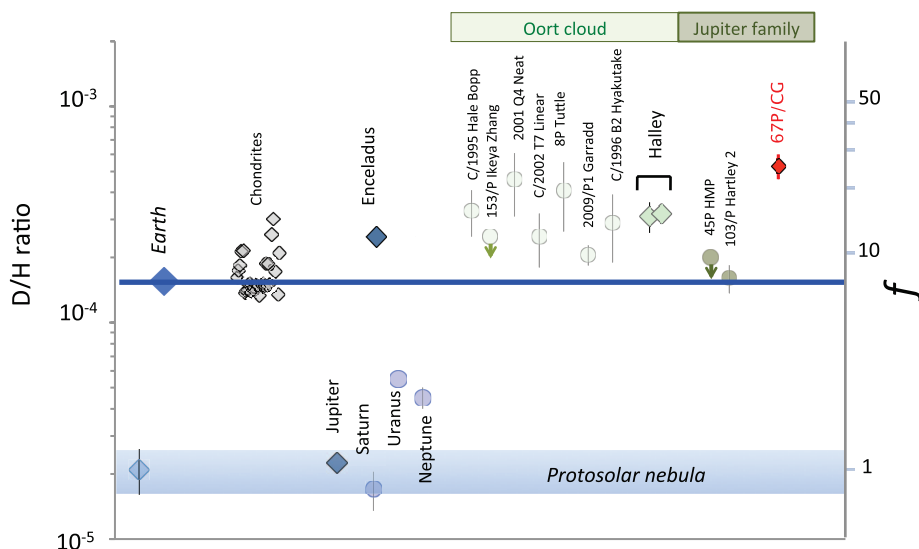 Oort cloud
Jupiter family
10-3
10-4
10-5
D/H ratio
Earth
Chondrites
Enceladus
C/1995 Hale Bopp
153/P Ikeya Zhang
2001 Q4 Neat
C/2002 T7 Linear
8P Tuttle
2009/P1 Garradd
C/1996 B2 Hyakutake
Halley
45P HMP
103/P Hartley 2
67P/CG
50
10
1
f
Jupiter
Saturn
Uranus
Neptune
Protosolar nebula